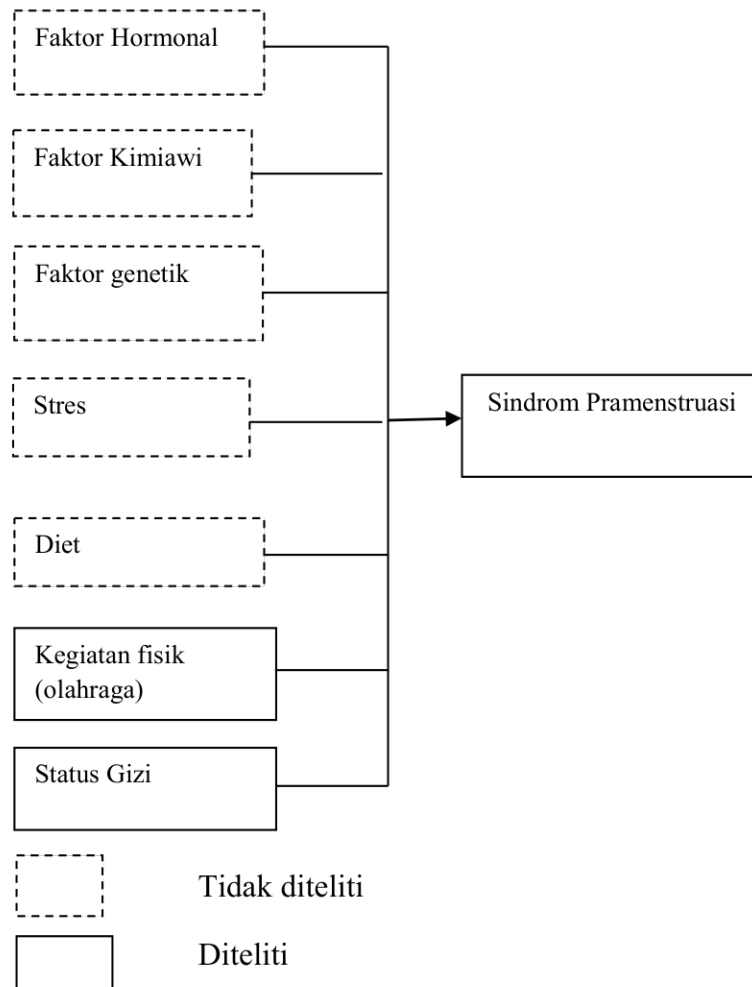 Faktor Hormonal
Faktor Kimiawi
Faktor genetik
Stres
Sindrom Pramenstruasi
Diet
Kegiatan fisik
(olahraga)
Status Gizi
Tidak diteliti
Diteliti